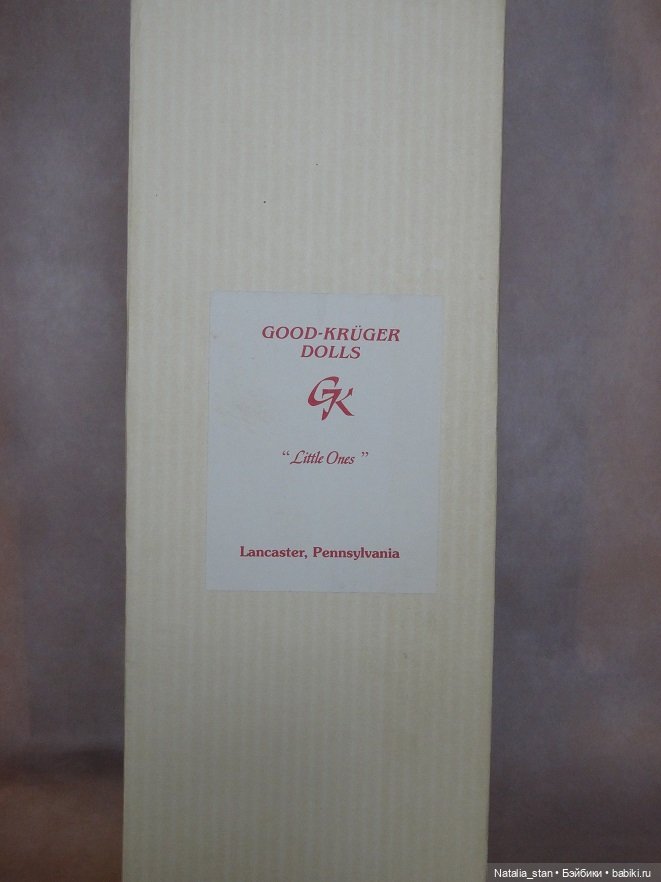 GOOD-KRÜGER
DOLLS
GK
“ Little Ones ”
Lancaster, Pennsylvania
Natalia_stan • Бэйбики • babiki.ru